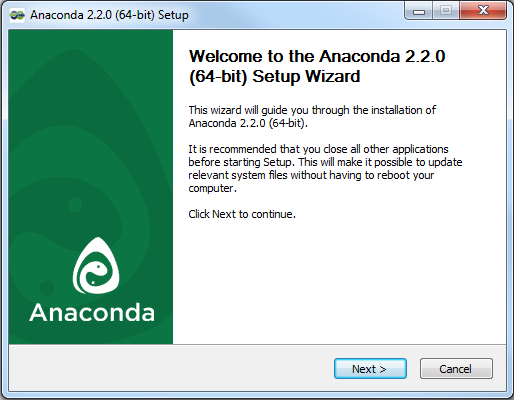 Anaconda 2.2.0 (64-bit) Setup
Welcome to the Anaconda 2.2.0
(64-bit) Setup Wizard
This wizard will guide you through the installation of
Anaconda 2.2.0 (64-bit).
It is recommended that you close all other applications
before starting Setup. This will make it possible to update
relevant system files without having to reboot your
computer.
Click Next to continue.
Anaconda
Next >
Cancel